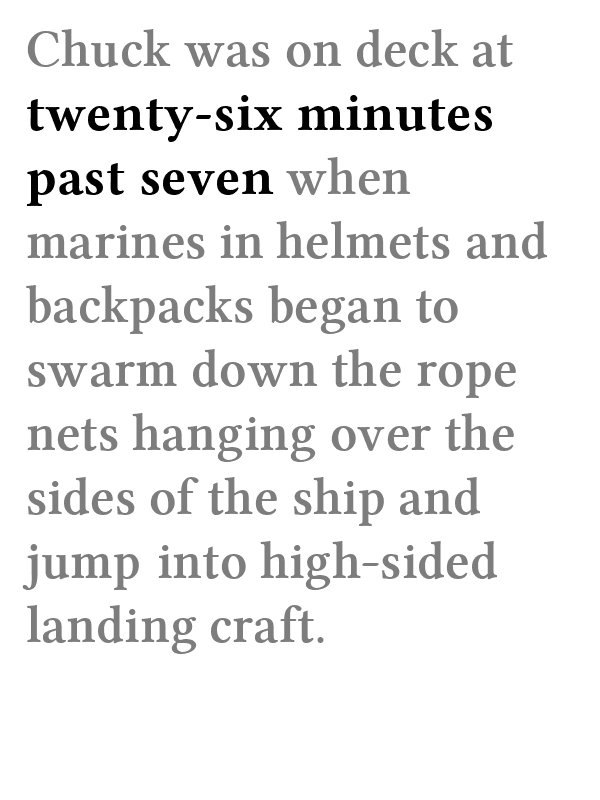 Chuck was on deck at
twenty-six minutes
past seven when
marines in helmets and
backpacks began to
swarm down the rope
nets hanging over the
sides of the ship and
jump into high-sided
landing craft.